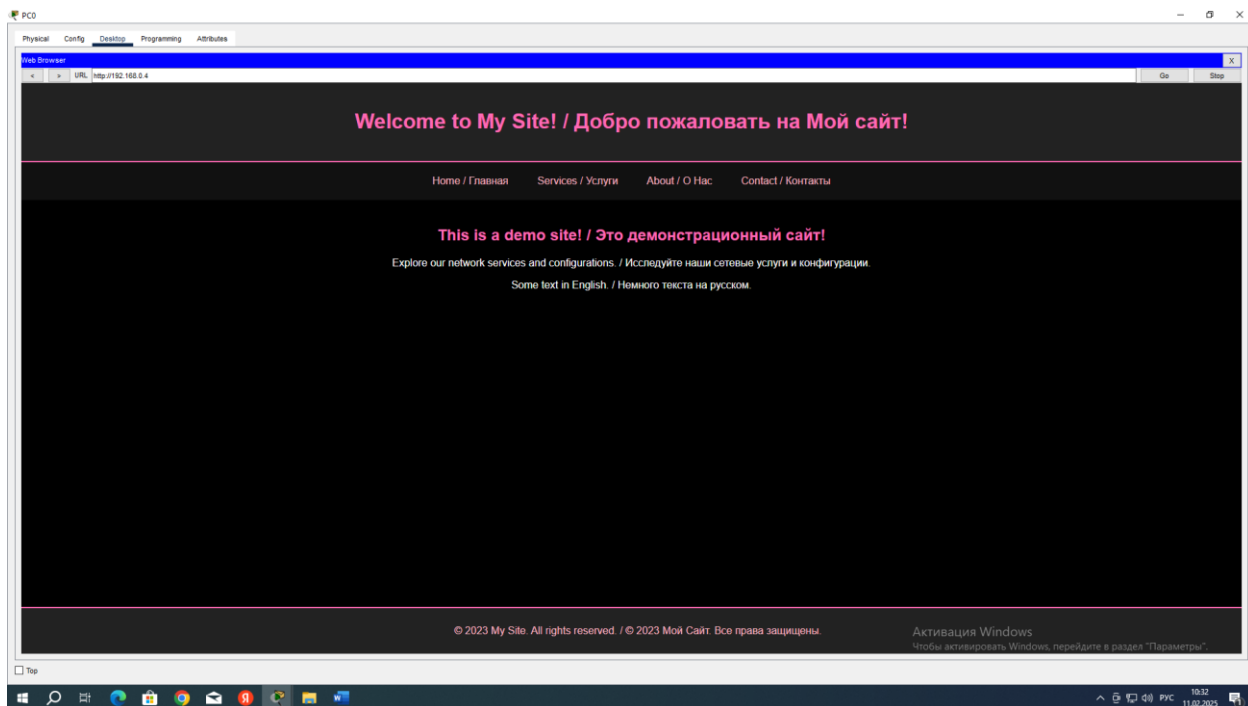 PC0
Physical Config Desktop Programming Attributes
Web Browser
X
< > URL http://192.168.0.4 Go Stop
Welcome to My Site! / Добро пожаловать на Мой сайт!
Home / Главная Services / Услуги About / О Нас Contact / Контакты
This is a demo site! / Это демонстрационный сайт!
Explore our network services and configurations. / Исследуйте наши сетевые услуги и конфигурации.
Some text in English. / Немного текста на русском.
© 2023 My Site. All rights reserved. / © 2023 Мой Сайт. Все права защищены.
Активация Windows
Чтобы активировать Windows, перейдите в раздел "Параметры".
Top
РУС
10:32
11.02.2025